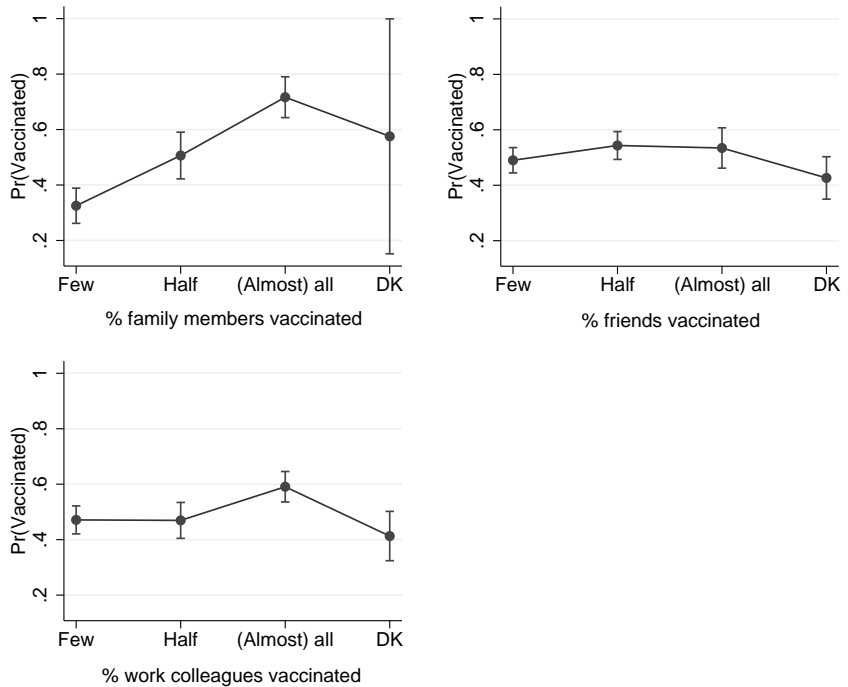 Pr(Vaccinated)
1
.8
.6
.4
.2
Few Half (Almost) all DK
% family members vaccinated
Pr(Vaccinated)
1
.8
.6
.4
.2
Few Half (Almost) all DK
% friends vaccinated
Pr(Vaccinated)
1
.8
.6
.4
.2
Few Half (Almost) all DK
% work colleagues vaccinated